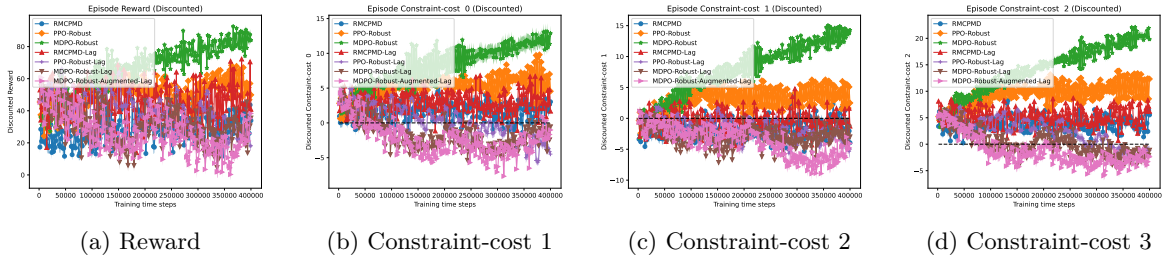 Episode Reward (Discounted)
Discounted Reward
80
60
40
20
0
RMCPMD
PPO-Robust
MDPO-Robust
RMCPMD-Lag
PPO-Robust-Lag
MDPO-Robust-Lag
MDPO-Robust-Augmented-Lag
0 50000 100000 150000 200000 250000 300000 350000 400000
Training time steps
(a) Reward
Episode Constraint-cost 0 (Discounted)
Discounted Constraint-cost 0
15
10
5
0
−5
RMCPMD
PPO-Robust
MDPO-Robust
RMCPMD-Lag
PPO-Robust-Lag
MDPO-Robust-Lag
MDPO-Robust-Augmented-Lag
0 50000 100000 150000 200000 250000 300000 350000 400000
Training time steps
(b) Constraint-cost 1
Episode Constraint-cost 1 (Discounted)
Discounted Constraint-cost 1
15
10
5
0
−5
−10
RMCPMD
PPO-Robust
MDPO-Robust
RMCPMD-Lag
PPO-Robust-Lag
MDPO-Robust-Lag
MDPO-Robust-Augmented-Lag
0 50000 100000 150000 200000 250000 300000 350000 400000
Training time steps
(c) Constraint-cost 2
Episode Constraint-cost 2 (Discounted)
Discounted Constraint-cost 2
20
15
10
5
0
−5
RMCPMD
PPO-Robust
MDPO-Robust
RMCPMD-Lag
PPO-Robust-Lag
MDPO-Robust-Lag
MDPO-Robust-Augmented-Lag
0 50000 100000 150000 200000 250000 300000 350000 400000
Training time steps
(d) Constraint-cost 3